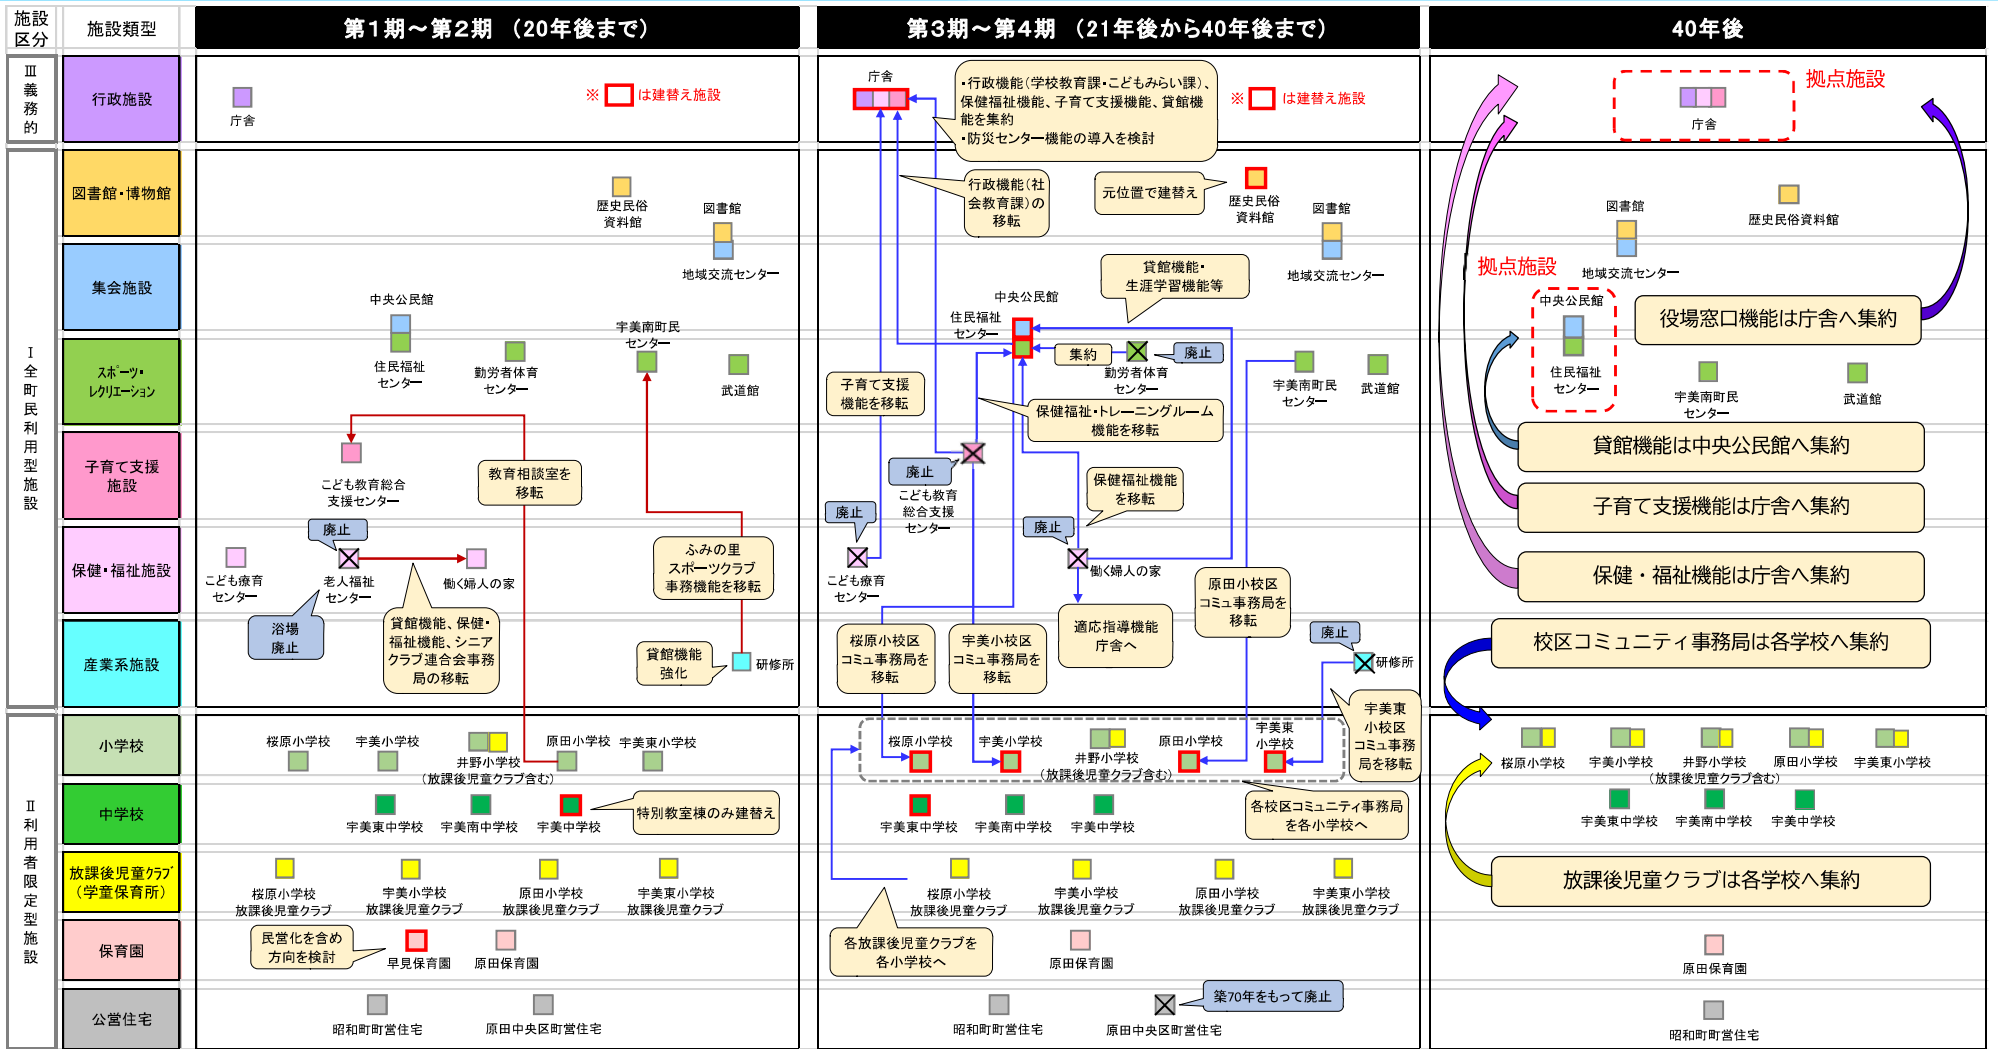 施設
区分
施設類型
第1期～第2期 （20年後まで）
第3期～第4期 （21年後から40年後まで）
40年後
Ⅲ義務的
行政施設
庁舎
※ は建替え施設
庁舎
・行政機能（学校教育課・こどもみらい課）、
保健福祉機能、子育て支援機能、貸館機
能を集約
・防災センター機能の導入を検討
※ は建替え施設
拠点施設
庁舎
Ⅰ全町民利用型施設
図書館・博物館
歴史民俗
資料館
図書館
行政機能（社
会教育課）の
移転
元位置で建替え
歴史民俗
資料館
図書館
図書館
歴史民俗資料館
集会施設
地域交流センター
中央公民館
宇美南町民
センター
貸館機能・
生涯学習機能等
地域交流センター
中央公民館
住民福祉
センター
拠点施設
地域交流センター
中央公民館
役場窓口機能は庁舎へ集約
スポーツ・
レクリエーション
住民福祉
センター
勤労者体育
センター
武道館
子育て支援
機能を移転
集約
廃止
勤労者体育
センター
宇美南町民
センター
武道館
保健福祉・トレーニングルーム
機能を移転
住民福祉
センター
宇美南町民
センター
武道館
貸館機能は中央公民館へ集約
子育て支援
施設
こども教育総合
支援センター
教育相談室を
移転
廃止
こども教育
総合支援
センター
保健福祉機能
を移転
子育て支援機能は庁舎へ集約
保健・福祉施設
こども療育
センター
廃止
老人福祉
センター
働く婦人の家
ふみの里
スポーツクラブ
事務機能を移転
廃止
こども療育
センター
廃止
働く婦人の家
原田小校区
コミュ事務局を
移転
保健・福祉機能は庁舎へ集約
産業系施設
浴場
廃止
貸館機能、保健・
福祉機能、シニア
クラブ連合会事務
局の移転
貸館機能
強化
研修所
桜原小校区
コミュ事務局を
移転
宇美小校区
コミュ事務局を
移転
適応指導機能
庁舎へ
廃止
研修所
宇美東
小校区
コミュ事務
局を移転
校区コミュニティ事務局は各学校へ集約
Ⅱ利用者限定型施設
小学校
桜原小学校
宇美小学校
井野小学校
（放課後児童クラブ含む）
原田小学校
宇美東小学校
桜原小学校
宇美小学校
井野小学校
（放課後児童クラブ含む）
原田小学校
宇美東
小学校
桜原小学校
宇美小学校
井野小学校
（放課後児童クラブ含む）
原田小学校
宇美東小学校
中学校
宇美東中学校
宇美南中学校
宇美中学校
特別教室棟のみ建替え
宇美東中学校
宇美南中学校
宇美中学校
各校区コミュニティ事務局
を各小学校へ
宇美東中学校
宇美南中学校
宇美中学校
放課後児童クラブ
（学童保育所）
桜原小学校
放課後児童クラブ
宇美小学校
放課後児童クラブ
原田小学校
放課後児童クラブ
宇美東小学校
放課後児童クラブ
桜原小学校
放課後児童クラブ
宇美小学校
放課後児童クラブ
原田小学校
放課後児童クラブ
宇美東小学校
放課後児童クラブ
放課後児童クラブは各学校へ集約
保育園
民営化を含め
方向を検討
早見保育園
原田保育園
各放課後児童クラブを
各小学校へ
原田保育園
原田保育園
公営住宅
昭和町町営住宅
原田中央区町営住宅
昭和町町営住宅
原田中央区町営住宅
築70年をもって廃止
昭和町町営住宅